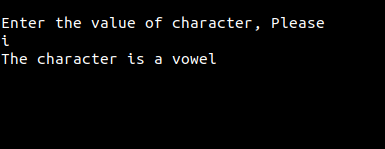 Enter the value of character, Please
i
The character is a vowel